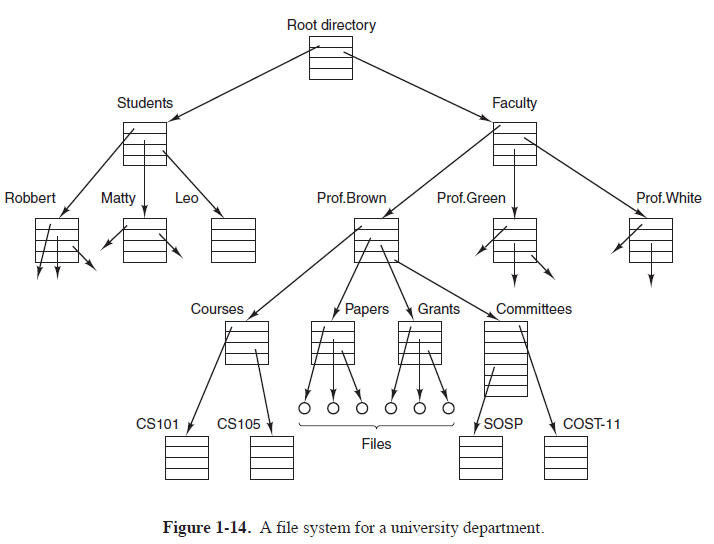 Root directory
Students
Faculty
Robbert
Matty
Leo
Prof.Brown
Prof.Green
Prof.White
Courses
Papers
Grants
Committees
CS101
CS105
SOSP
COST-11
Files
Figure 1-14. A file system for a university department.